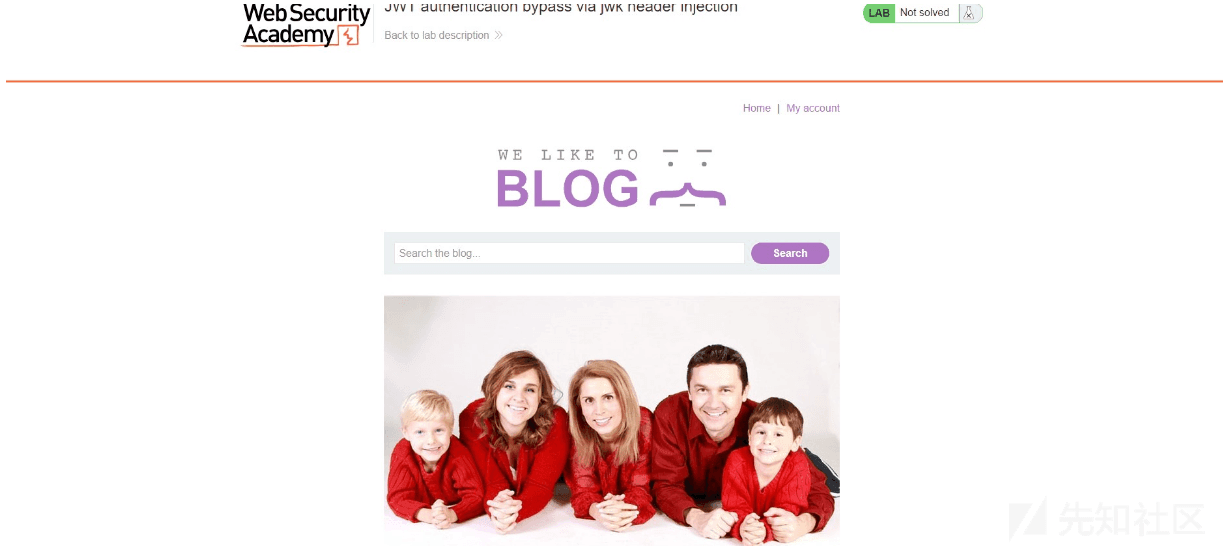 Web Security
Academy
JWT authentication bypass via jwk header injection
Back to lab description
LAB Not solved
Home | My account
WE LIKE TO
BLOG
Search the blog...
Search
先知社区